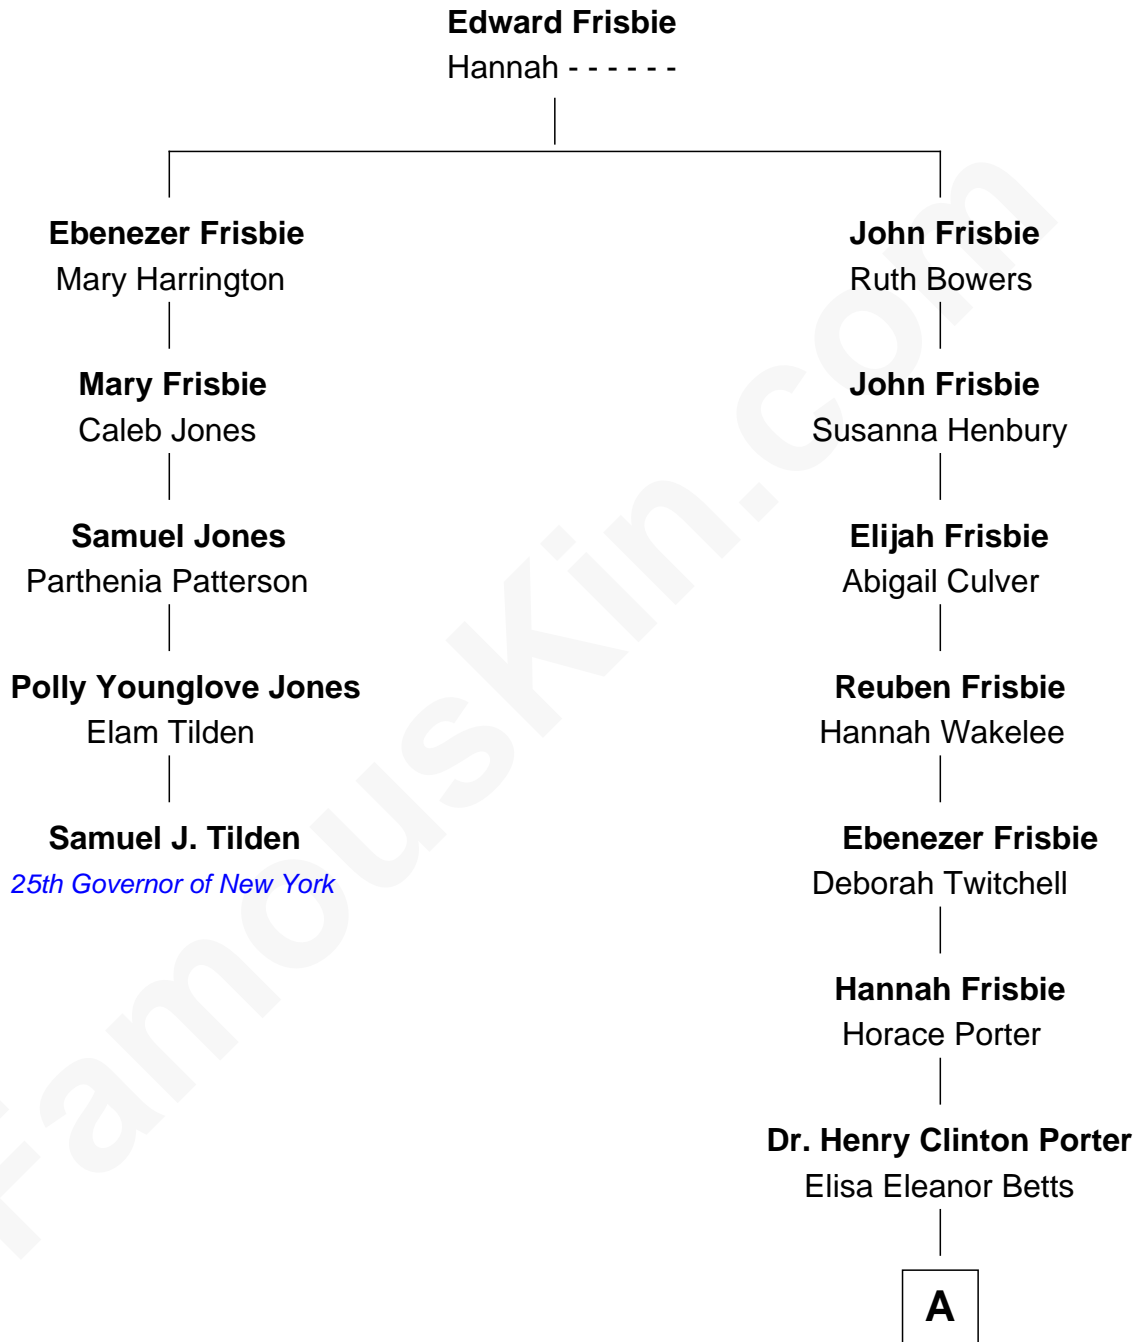 Edward Frisbie
Hannah - - - - - -
Ebenezer Frisbie
Mary Harrington
John Frisbie
Ruth Bowers
Mary Frisbie
Caleb Jones
John Frisbie
Susanna Henbury
Samuel Jones
Parthenia Patterson
Elijah Frisbie
Abigail Culver
Polly Younglove Jones
Elam Tilden
Reuben Frisbie
Hannah Wakelee
Samuel J. Tilden
25th Governor of New York
Ebenezer Frisbie
Deborah Twitchell
Hannah Frisbie
Horace Porter
Dr. Henry Clinton Porter
Elisa Eleanor Betts
A
FamousKin.com